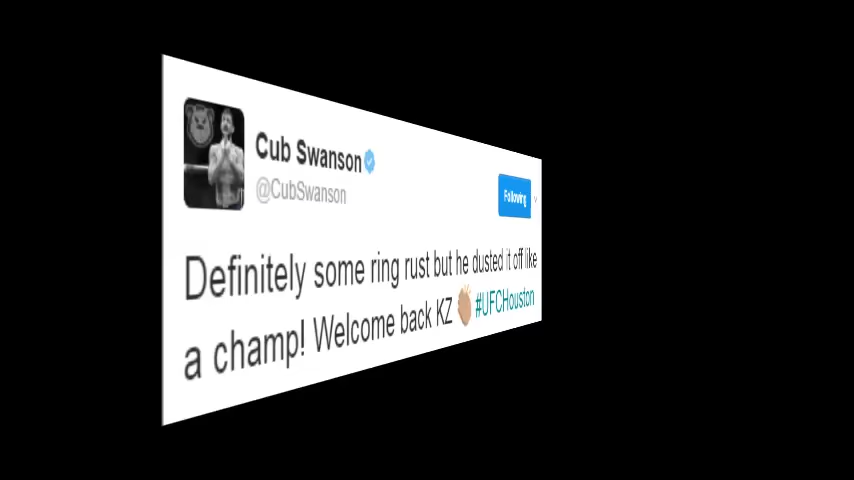 Cub Swanson
@CubSwanson
Following
Definitely some ring rust but he dusted it off like
a champ! Welcome back KZ 👏🏼 #UFCHouston